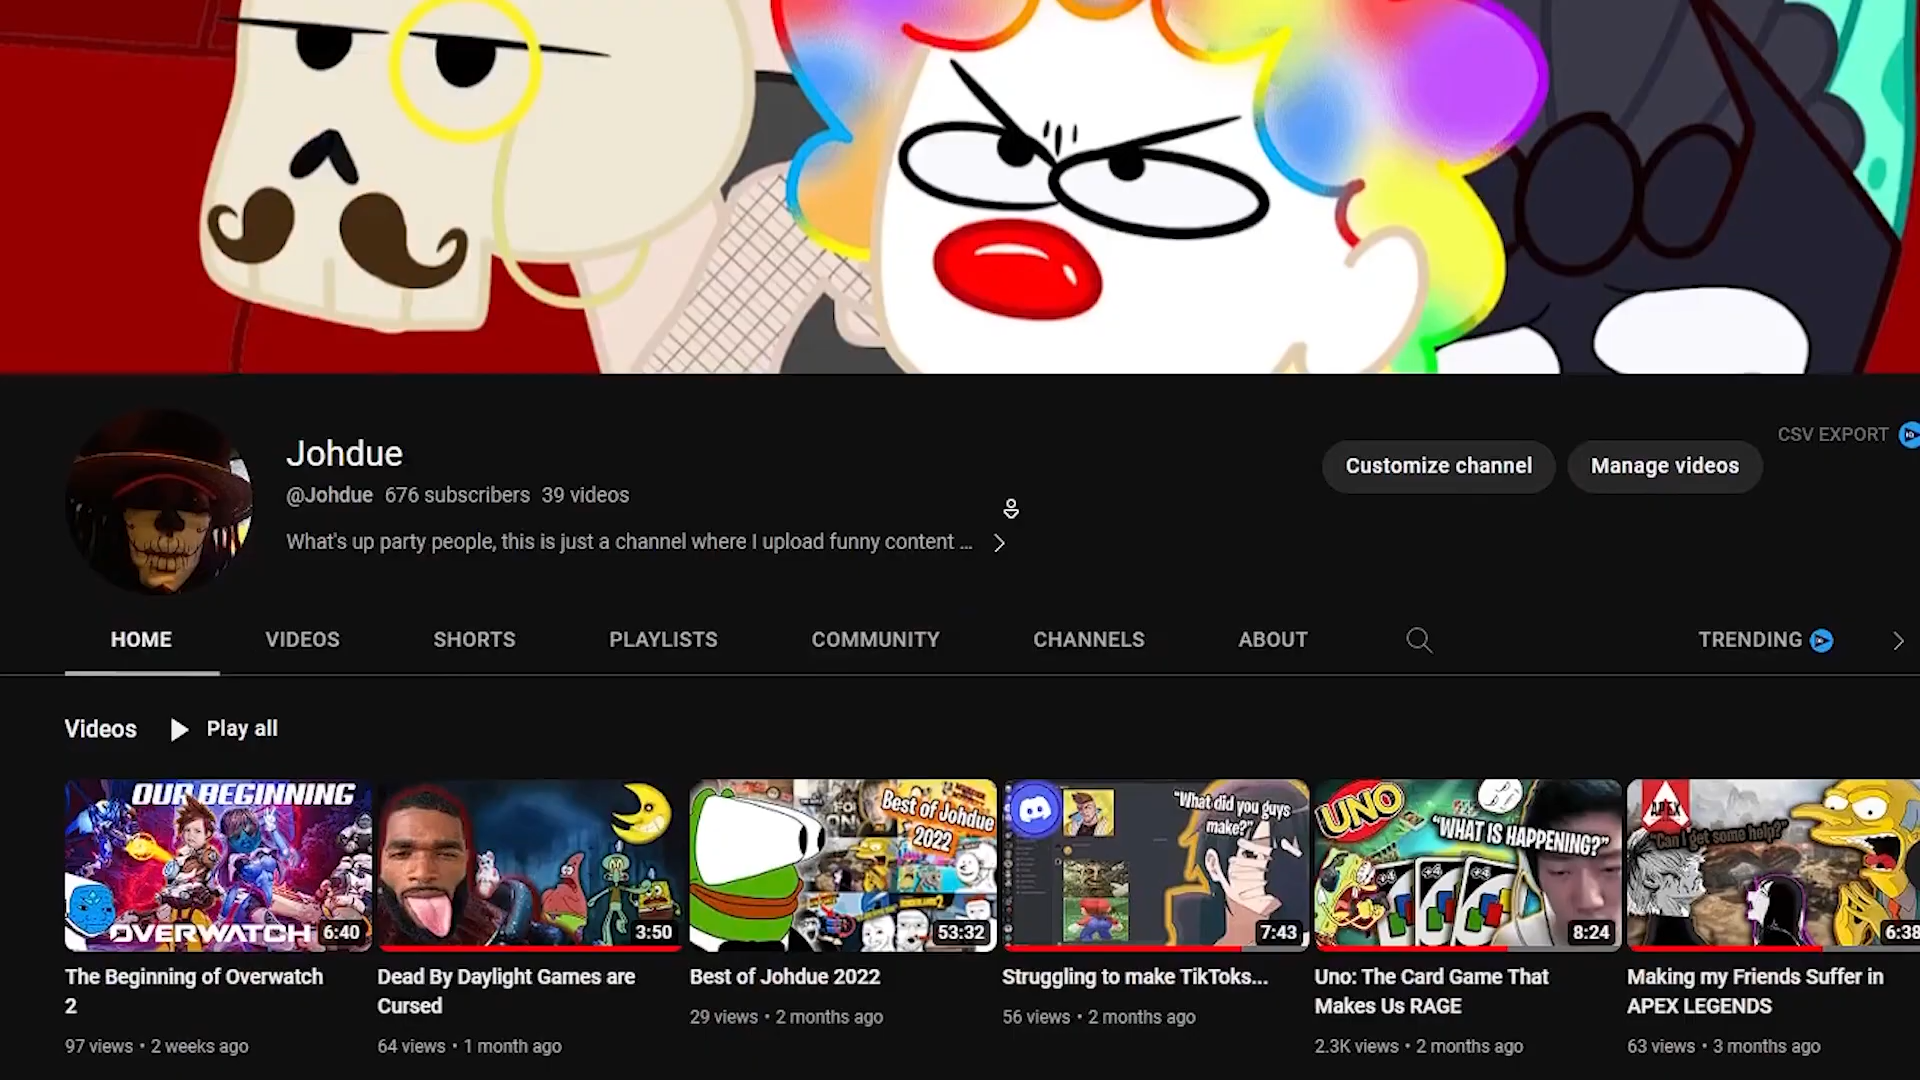 Johdue
@Johdue 676 subscribers 39 videos
What's up party people, this is just a channel where I upload funny content ...
Customize channel
Manage videos
CSV EXPORT
HOME VIDEOS SHORTS PLAYLISTS COMMUNITY CHANNELS ABOUT TRENDING
Videos Play all
OUR BEGINNING
OVERWATCH
6:40
3:50
Best of Johdue
2022
53:32
"What did you guys
make?"
7:43
UNO
"WHAT IS HAPPENING?"
+4 +4 +4
8:24
APEX
"Can I get some help?"
6:38
The Beginning of Overwatch
2
97 views • 2 weeks ago
Dead By Daylight Games are
Cursed
64 views • 1 month ago
Best of Johdue 2022
29 views • 2 months ago
Struggling to make TikToks...
56 views • 2 months ago
Uno: The Card Game That
Makes Us RAGE
2.3K views • 2 months ago
Making my Friends Suffer in
APEX LEGENDS
63 views • 3 months ago